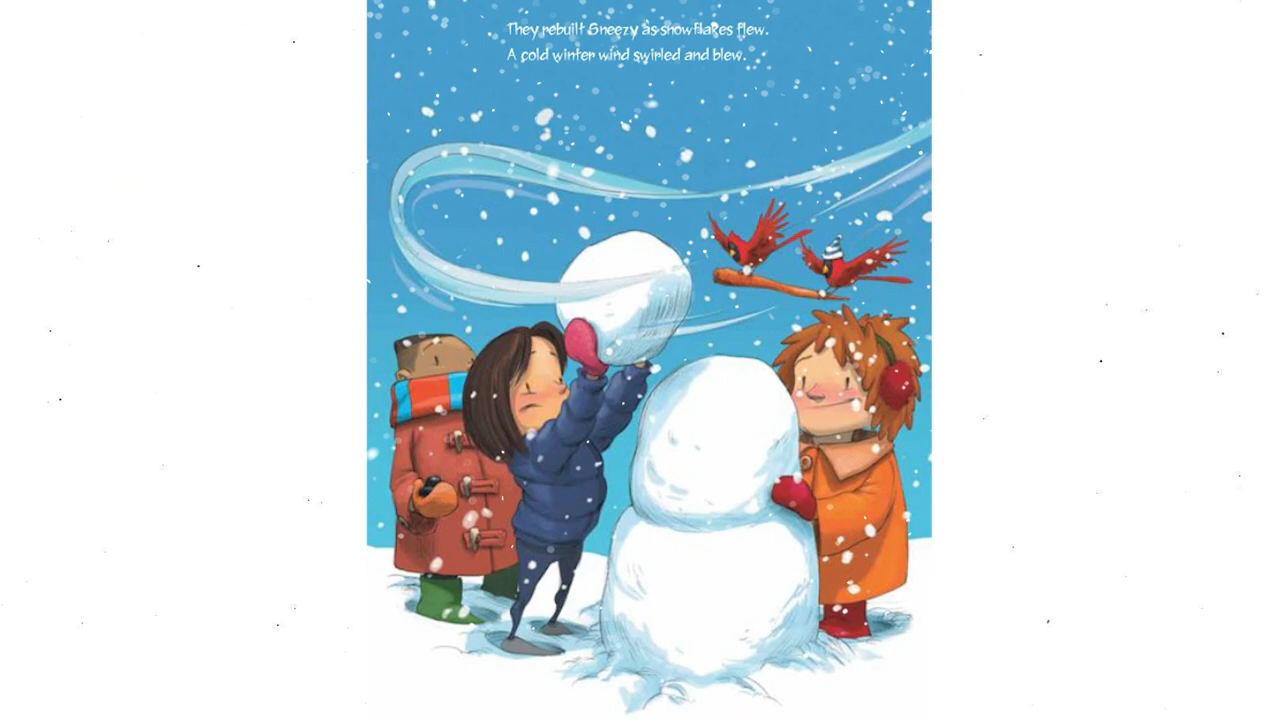 They rebuilt Sneezy as snowflakes flew.
A cold winter wind swirled and blew.